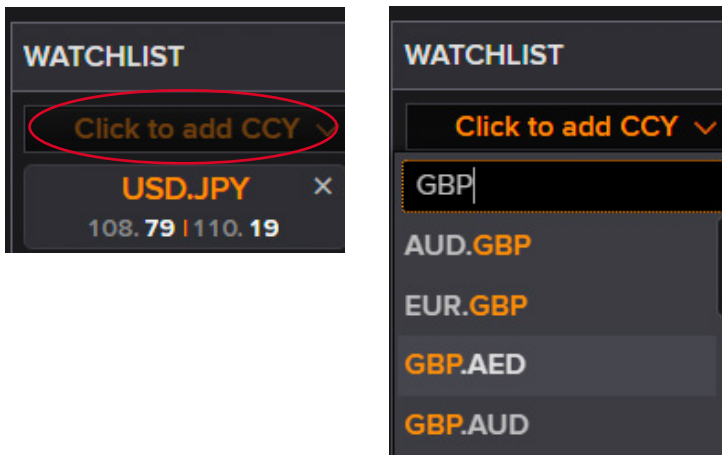 WATCHLIST
Click to add CCY
USD.JPY ×
108. 79 | 110. 19
WATCHLIST
Click to add CCY
GBP
AUD.GBP
EUR.GBP
GBP.AED
GBP.AUD